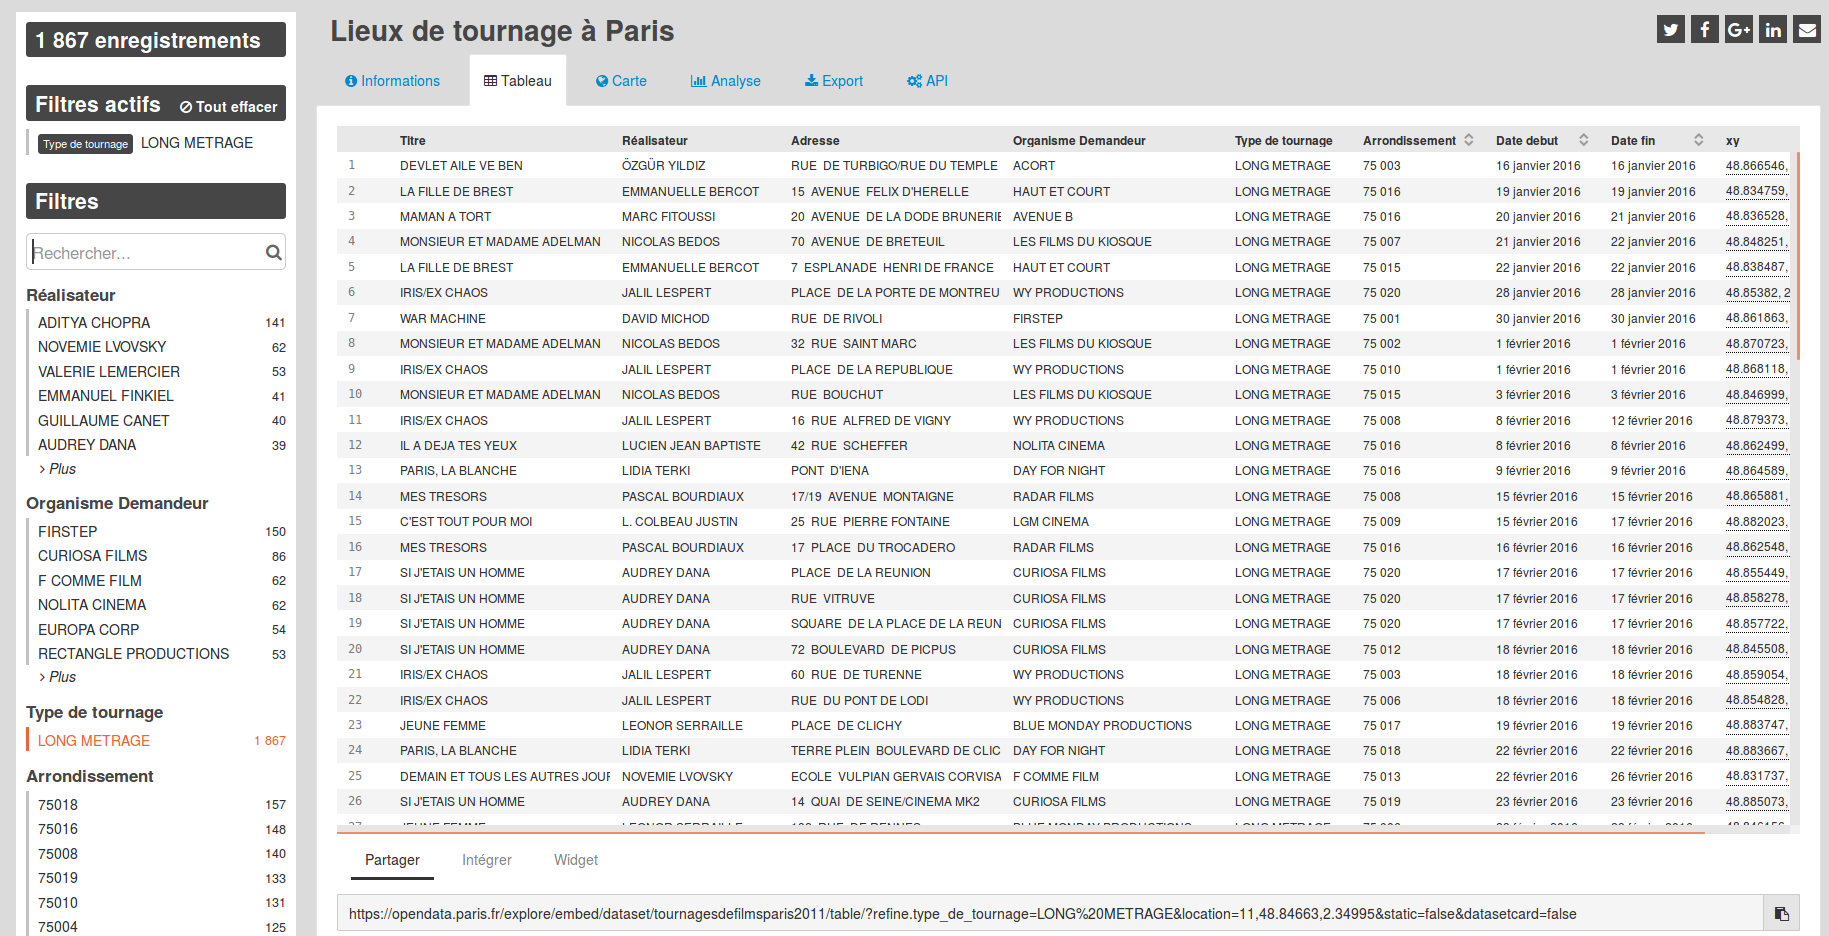 1 867 enregistrements
Filtres actifs Tout effacer
Type de tournage LONG METRAGE
Filtres
Rechercher...
Réalisateur
ADITYA CHOPRA 141
NOVEMIE LVOVSKY 62
VALERIE LEMERCIER 53
EMMANUEL FINKIEL 41
GUILLAUME CANET 40
AUDREY DANA 39
> Plus
Organisme Demandeur
FIRSTEP 150
CURIOSA FILMS 86
F COMME FILM 62
NOLITA CINEMA 62
EUROPA CORP 54
RECTANGLE PRODUCTIONS 53
> Plus
Type de tournage
LONG METRAGE 1 867
Arrondissement
75018 157
75016 148
75008 140
75019 133
75010 131
75004 125
Lieux de tournage à Paris
Informations Tableau Carte Analyse Export API
Titre Réalisateur Adresse Organisme Demandeur Type de tournage Arrondissement Date debut Date fin xy
1 DEVLET AILE VE BEN ÖZGÜR YILDIZ RUE DE TURBIGO/RUE DU TEMPLE ACORT LONG METRAGE 75 003 16 janvier 2016 16 janvier 2016 48.866546,
2 LA FILLE DE BREST EMMANUELLE BERCOT 15 AVENUE FELIX D'HERELLE HAUT ET COURT LONG METRAGE 75 016 19 janvier 2016 19 janvier 2016 48.834759,
3 MAMAN A TORT MARC FITOUSSI 20 AVENUE DE LA DODE BRUNERIE AVENUE B LONG METRAGE 75 016 20 janvier 2016 21 janvier 2016 48.836528,
4 MONSIEUR ET MADAME ADELMAN NICOLAS BEDOS 70 AVENUE DE BRETEUIL LES FILMS DU KIOSQUE LONG METRAGE 75 007 21 janvier 2016 22 janvier 2016 48.848251,
5 LA FILLE DE BREST EMMANUELLE BERCOT 7 ESPLANADE HENRI DE FRANCE HAUT ET COURT LONG METRAGE 75 015 22 janvier 2016 22 janvier 2016 48.838487,
6 IRIS/EX CHAOS JALIL LESPERT PLACE DE LA PORTE DE MONTREU WY PRODUCTIONS LONG METRAGE 75 020 28 janvier 2016 28 janvier 2016 48.85382, 2
7 WAR MACHINE DAVID MICHOD RUE DE RIVOLI FIRSTEP LONG METRAGE 75 001 30 janvier 2016 30 janvier 2016 48.861863,
8 MONSIEUR ET MADAME ADELMAN NICOLAS BEDOS 32 RUE SAINT MARC LES FILMS DU KIOSQUE LONG METRAGE 75 002 1 février 2016 1 février 2016 48.870723,
9 IRIS/EX CHAOS JALIL LESPERT PLACE DE LA REPUBLIQUE WY PRODUCTIONS LONG METRAGE 75 010 1 février 2016 1 février 2016 48.868118,
10 MONSIEUR ET MADAME ADELMAN NICOLAS BEDOS RUE BOUCHUT LES FILMS DU KIOSQUE LONG METRAGE 75 015 3 février 2016 3 février 2016 48.846999,
11 IRIS/EX CHAOS JALIL LESPERT 16 RUE ALFRED DE VIGNY WY PRODUCTIONS LONG METRAGE 75 008 8 février 2016 12 février 2016 48.879373,
12 IL A DEJA TES YEUX LUCIEN JEAN BAPTISTE 42 RUE SCHEFFER NOLITA CINEMA LONG METRAGE 75 016 8 février 2016 8 février 2016 48.862499,
13 PARIS, LA BLANCHE LIDIA TERKI PONT D'IENA DAY FOR NIGHT LONG METRAGE 75 016 9 février 2016 9 février 2016 48.864589,
14 MES TRESORS PASCAL BOURDIAUX 17/19 AVENUE MONTAIGNE RADAR FILMS LONG METRAGE 75 008 15 février 2016 15 février 2016 48.865881,
15 C'EST TOUT POUR MOI L. COLBEAU JUSTIN 25 RUE PIERRE FONTAINE LGM CINEMA LONG METRAGE 75 009 15 février 2016 17 février 2016 48.882023,
16 MES TRESORS PASCAL BOURDIAUX 17 PLACE DU TROCADERO RADAR FILMS LONG METRAGE 75 016 16 février 2016 16 février 2016 48.862548,
17 SI J'ETAIS UN HOMME AUDREY DANA PLACE DE LA REUNION CURIOSA FILMS LONG METRAGE 75 020 17 février 2016 17 février 2016 48.855449,
18 SI J'ETAIS UN HOMME AUDREY DANA RUE VITRUVE CURIOSA FILMS LONG METRAGE 75 020 17 février 2016 17 février 2016 48.858278,
19 SI J'ETAIS UN HOMME AUDREY DANA SQUARE DE LA PLACE DE LA REUN CURIOSA FILMS LONG METRAGE 75 020 17 février 2016 17 février 2016 48.857722,
20 SI J'ETAIS UN HOMME AUDREY DANA 72 BOULEVARD DE PICPUS CURIOSA FILMS LONG METRAGE 75 012 18 février 2016 18 février 2016 48.845508,
21 IRIS/EX CHAOS JALIL LESPERT 60 RUE DE TURENNE WY PRODUCTIONS LONG METRAGE 75 003 18 février 2016 18 février 2016 48.859054,
22 IRIS/EX CHAOS JALIL LESPERT RUE DU PONT DE LODI WY PRODUCTIONS LONG METRAGE 75 006 18 février 2016 18 février 2016 48.854828,
23 JEUNE FEMME LEONOR SERRAILLE PLACE DE CLICHY BLUE MONDAY PRODUCTIONS LONG METRAGE 75 017 19 février 2016 19 février 2016 48.883747,
24 PARIS, LA BLANCHE LIDIA TERKI TERRE PLEIN BOULEVARD DE CLIC DAY FOR NIGHT LONG METRAGE 75 018 22 février 2016 22 février 2016 48.883667,
25 DEMAIN ET TOUS LES AUTRES JOUR NOVEMIE LVOVSKY ECOLE VULPIAN GERVAIS CORVISA F COMME FILM LONG METRAGE 75 013 22 février 2016 26 février 2016 48.831737,
26 SI J'ETAIS UN HOMME AUDREY DANA 14 QUAI DE SEINE/CINEMA MK2 CURIOSA FILMS LONG METRAGE 75 019 23 février 2016 23 février 2016 48.885073,
Partager Intégrer Widget
https://opendata.paris.fr/explore/embed/dataset/tournagesdefilmsparis2011/table/?refine.type_de_tournage=LONG%20METRAGE&location=11,48.84663,2.34995&static=false&datasetcard=false